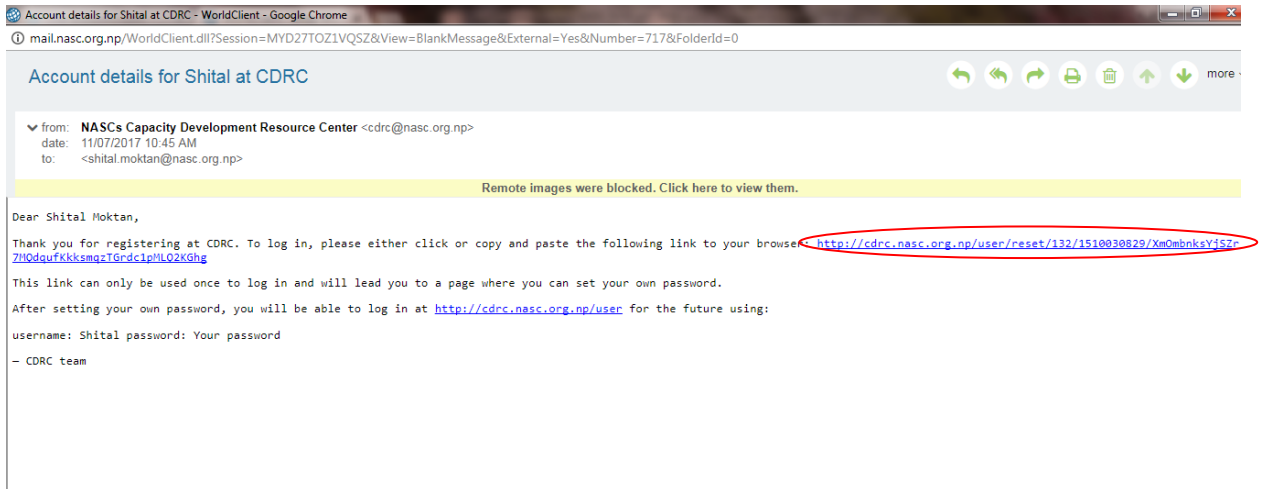 Account details for Shital at CDRC - WorldClient - Google Chrome
mail.nasc.org.np/WorldClient.dll?Session=MYD27TOZ1VQSZ&View=BlankMessage&External=Yes&Number=717&FolderId=0
Account details for Shital at CDRC
more
from: NASCs Capacity Development Resource Center <cdrc@nasc.org.np>
date: 11/07/2017 10:45 AM
to: <shital.moktan@nasc.org.np>
Remote images were blocked. Click here to view them.
Dear Shital Moktan,
Thank you for registering at CDRC. To log in, please either click or copy and paste the following link to your browser: http://cdrc.nasc.org.np/user/reset/132/1510030829/XmOmbnksYjSZr
7MQdqufKkksmqzTGrdc1pMLQ2KGhg
This link can only be used once to log in and will lead you to a page where you can set your own password.
After setting your own password, you will be able to log in at http://cdrc.nasc.org.np/user for the future using:
username: Shital password: Your password
— CDRC team